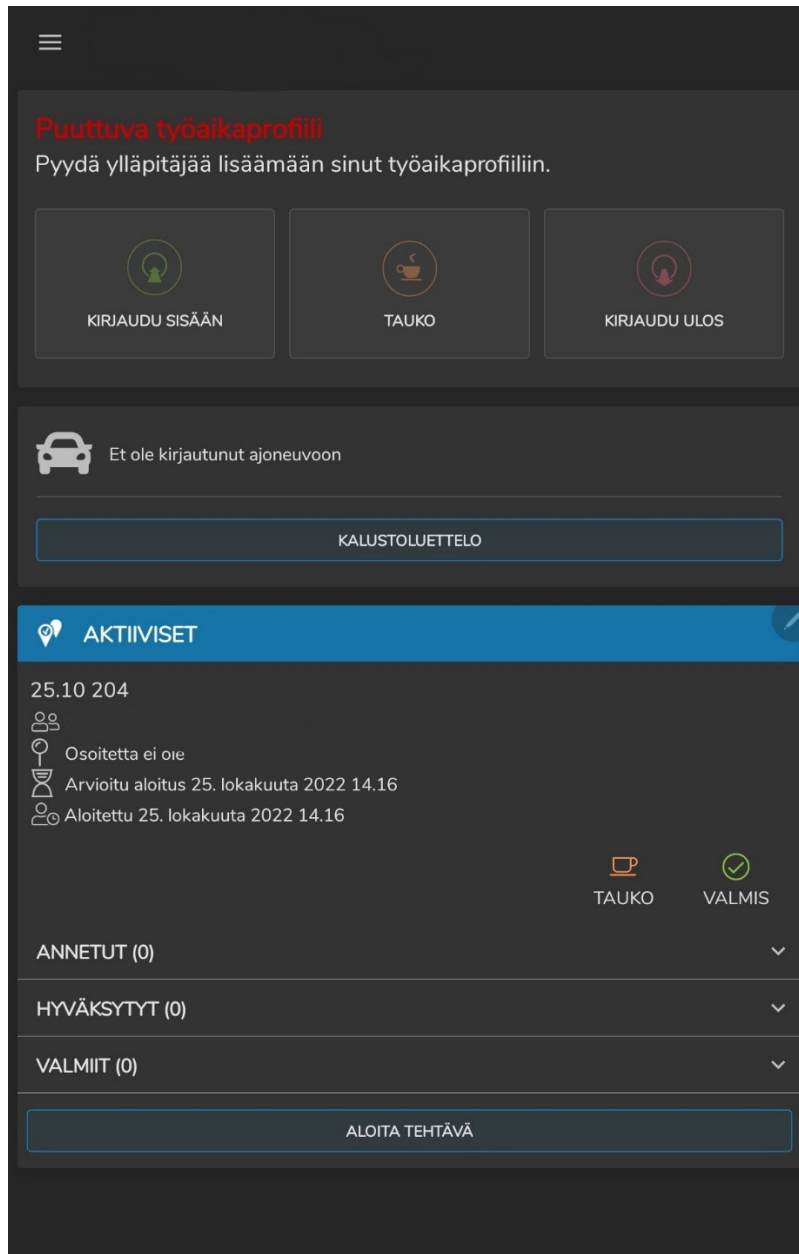 Puuttuva työaikaprofiili
Pyydä ylläpitäjää lisäämään sinut työaikaprofiiliin.
KIRJAUDU SISÄÄN
TAUKO
KIRJAUDU ULOS
Et ole kirjautunut ajoneuvoon
KALUSTOLUETTELO
AKTIIVISET
25.10 204
Osoitetta ei ole
Arvioitu aloitus 25. lokakuuta 2022 14.16
Aloitettu 25. lokakuuta 2022 14.16
TAUKO
VALMIS
ANNETUT (0)
HYVÄKSYTYT (0)
VALMIIT (0)
ALOITA TEHTÄVÄ